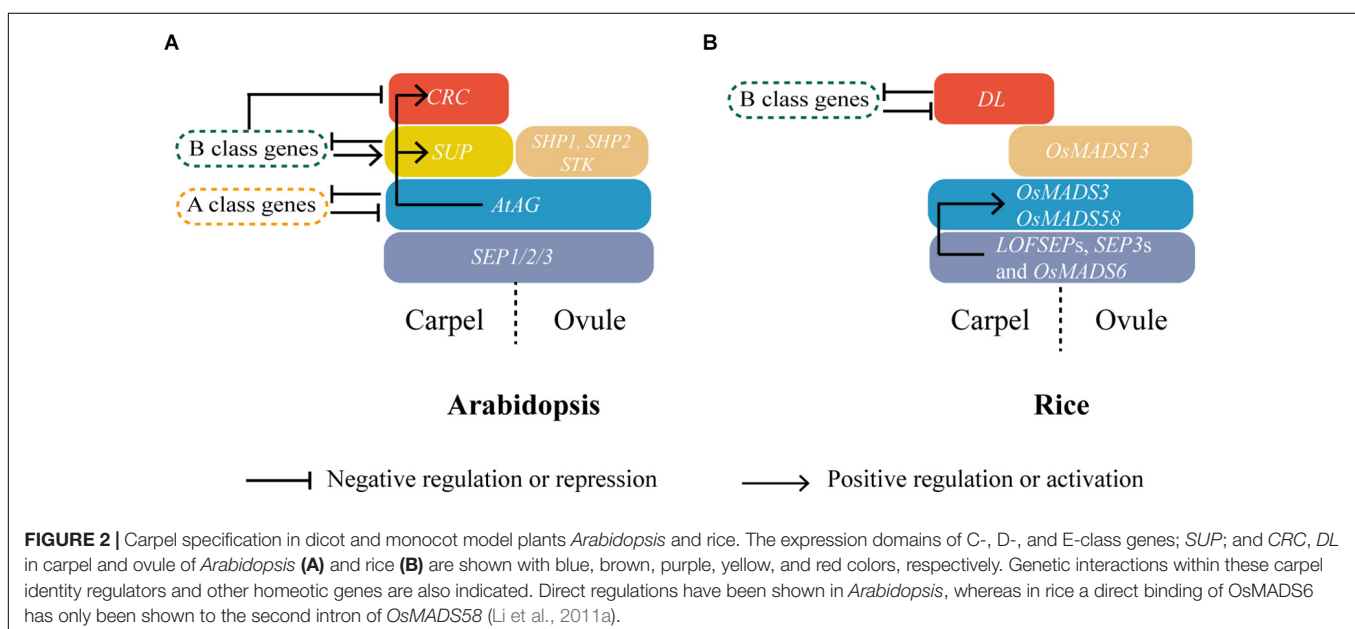 A
B
CRC
B class genes
SUP
SHP1, SHP2
STK
A class genes
AtAG
SEP1/2/3
Carpel
Ovule
Arabidopsis
B class genes
DL
OsMADS13
OsMADS3
OsMADS58
LOFSEPs, SEP3s
and OsMADS6
Carpel
Ovule
Rice
Negative regulation or repression
Positive regulation or activation
FIGURE 2 | Carpel specification in dicot and monocot model plants Arabidopsis and rice. The expression domains of C-, D-, and E-class genes; SUP; and CRC, DL
in carpel and ovule of Arabidopsis (A) and rice (B) are shown with blue, brown, purple, yellow, and red colors, respectively. Genetic interactions within these carpel
identity regulators and other homeotic genes are also indicated. Direct regulations have been shown in Arabidopsis, whereas in rice a direct binding of OsMADS6
has only been shown to the second intron of OsMADS58 (Li et al., 2011a).